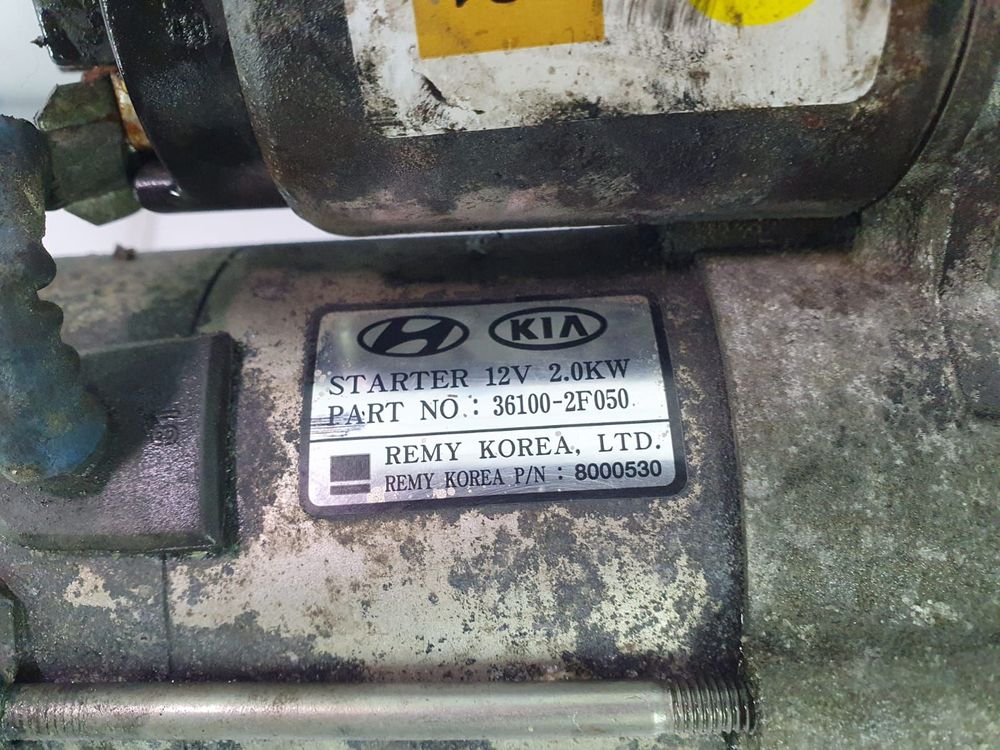 KIA
STARTER 12V 2.0KW
PART NO.: 36100-2F050
REMY KOREA, LTD.
REMY KOREA P/N : 8000530